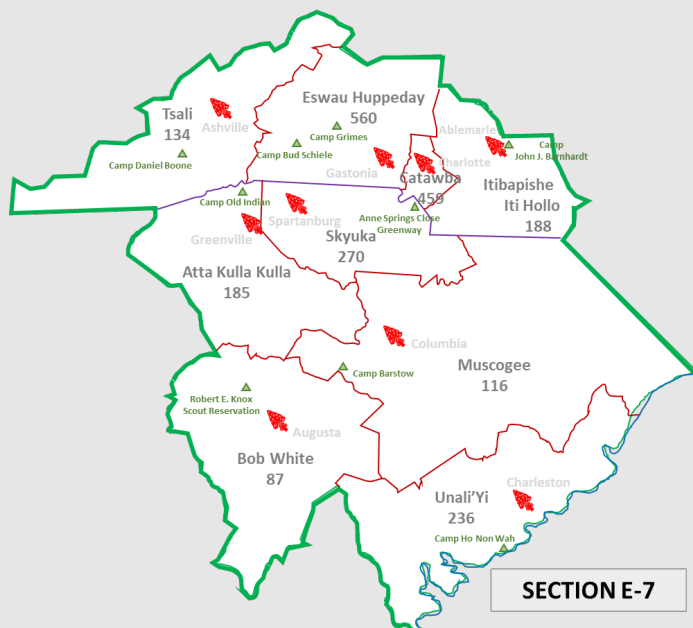 Eswau Huppeday
560
Tsali
134
Ashville
Camp Grimes
Camp Bud Schiele
Camp Daniel Boone
Ablemarle
Camp
John J. Barnhardt
Gastonia
Charlotte
Catawba
459
Itibapishe
Iti Hollo
188
Camp Old Indian
Spartanburg
Anne Springs Close
Greenway
Greenville
Skyuka
270
Atta Kulla Kulla
185
Columbia
Camp Barstow
Muscogee
116
Robert E. Knox
Scout Reservation
Augusta
Bob White
87
Charleston
Unali’Yi
236
Camp Ho Non Wah
SECTION E-7